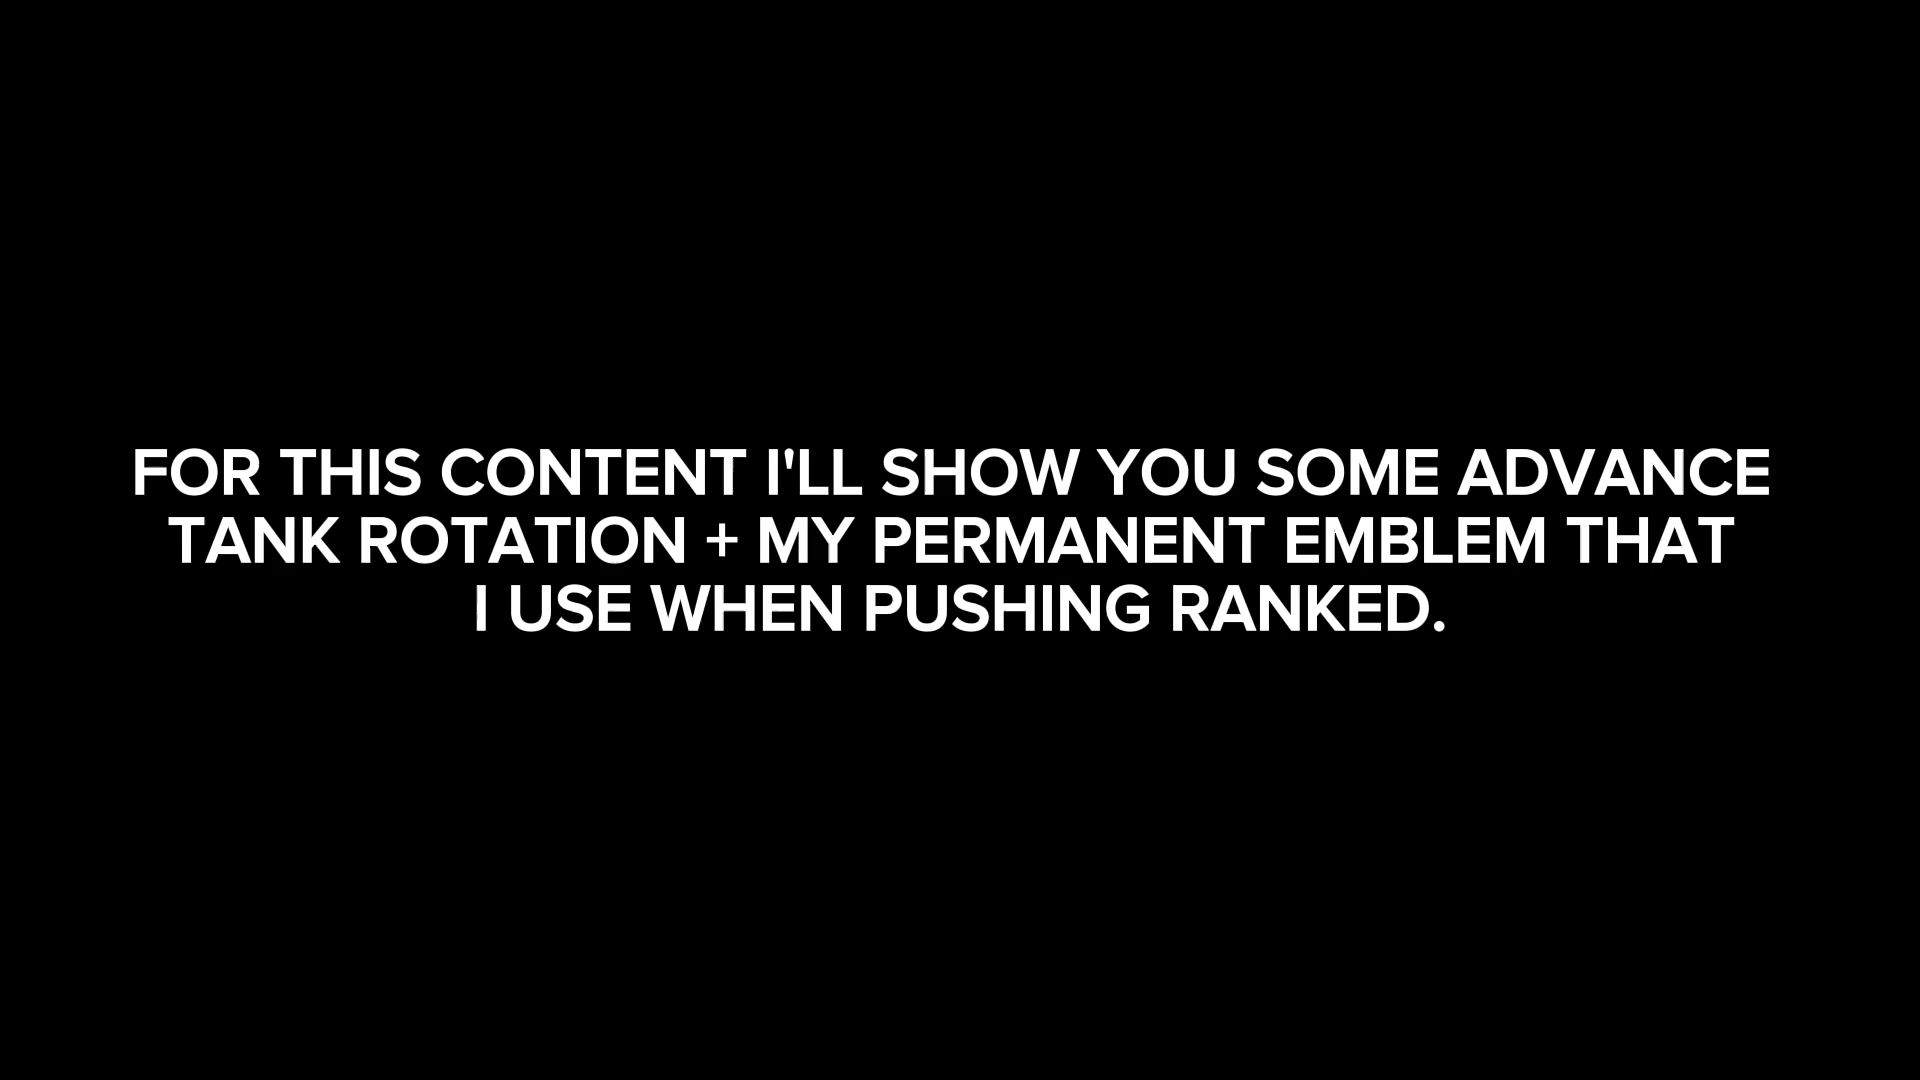 FOR THIS CONTENT I'LL SHOW YOU SOME ADVANCE
TANK ROTATION + MY PERMANENT EMBLEM THAT
I USE WHEN PUSHING RANKED.